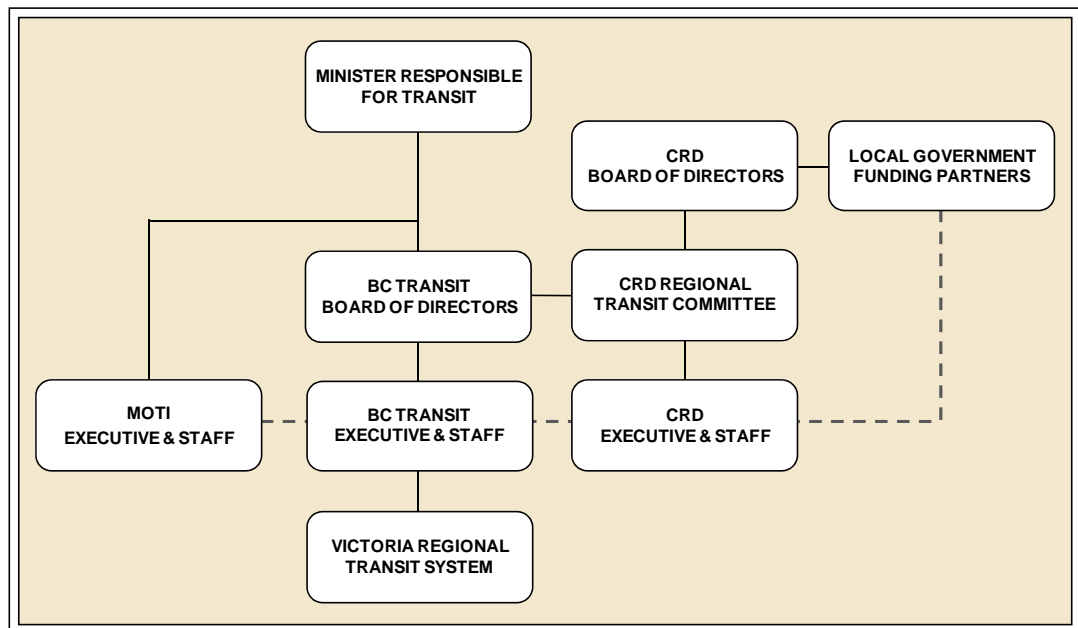 MINISTER RESPONSIBLE
FOR TRANSIT
CRD
BOARD OF DIRECTORS
LOCAL GOVERNMENT
FUNDING PARTNERS
BC TRANSIT
BOARD OF DIRECTORS
CRD REGIONAL
TRANSIT COMMITTEE
MOTI
EXECUTIVE & STAFF
BC TRANSIT
EXECUTIVE & STAFF
CRD
EXECUTIVE & STAFF
VICTORIA REGIONAL
TRANSIT SYSTEM